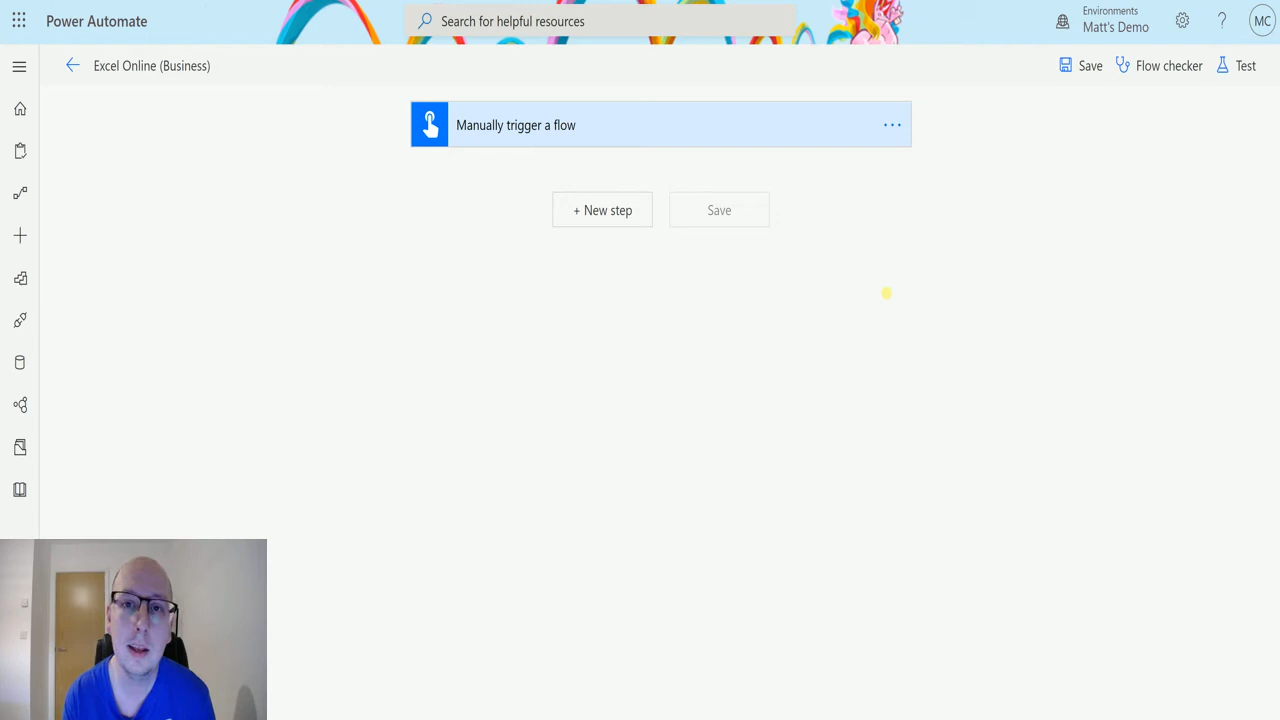 Power Automate
Search for helpful resources
Environments
Matt's Demo
?
MC
Excel Online (Business)
Save
Flow checker
Test
Manually trigger a flow
...
+ New step
Save